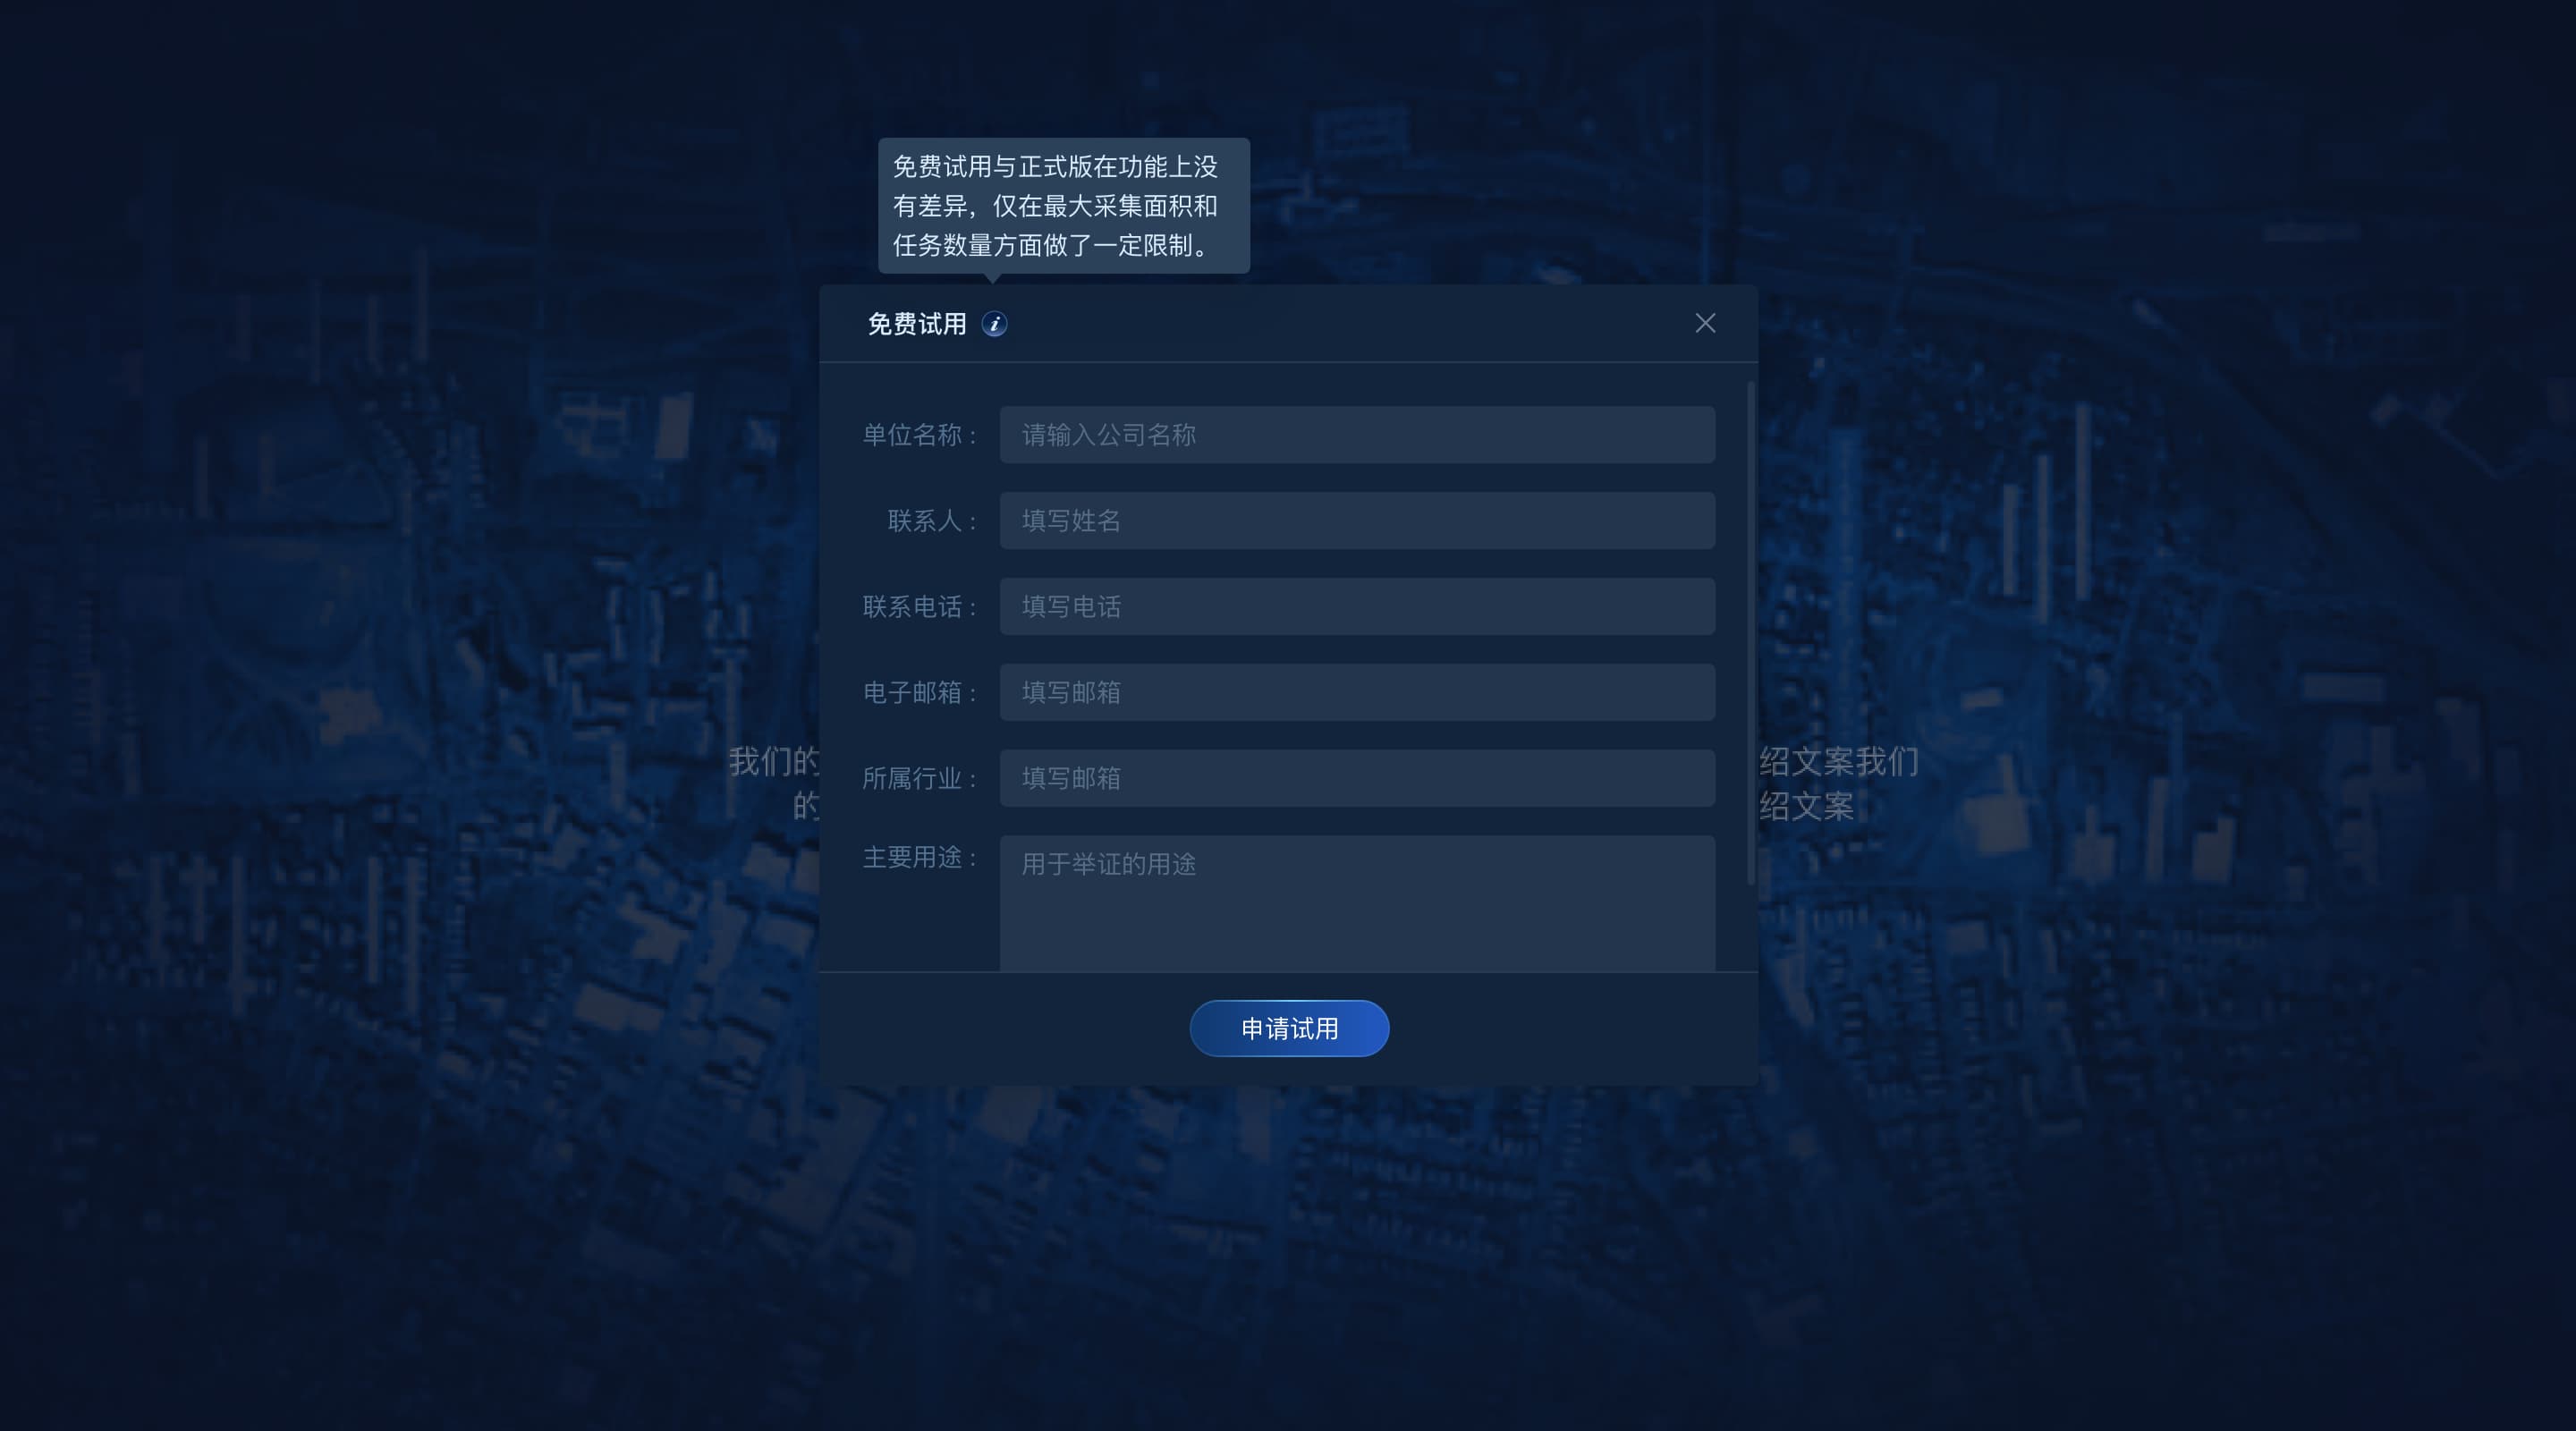 免费试用与正式版在功能上没
有差异，仅在最大采集面积和
任务数量方面做了一定限制。
免费试用
单位名称： 请输入公司名称
联系人： 填写姓名
联系电话： 填写电话
电子邮箱： 填写邮箱
我们的 绍文案我们
所属行业： 填写邮箱
的 绍文案
主要用途： 用于举证的用途
申请试用